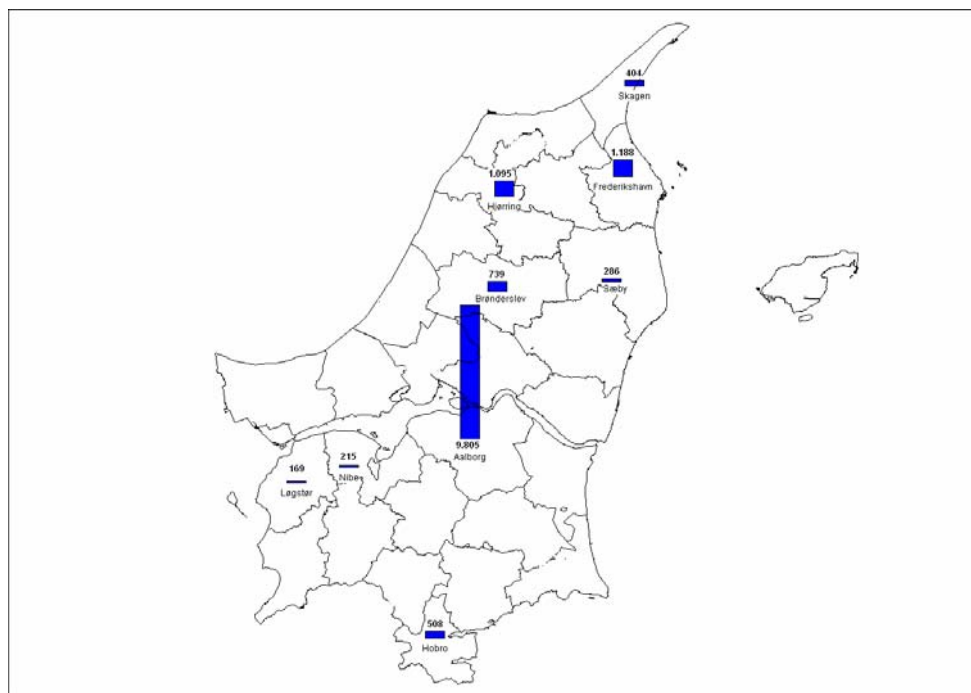 404
Skagen
1.188
Frederikshavn
1.095
Hjørring
739
Brønderslev
286
Sæby
9.805
Aalborg
215
Nibe
169
Løgstør
508
Hobro